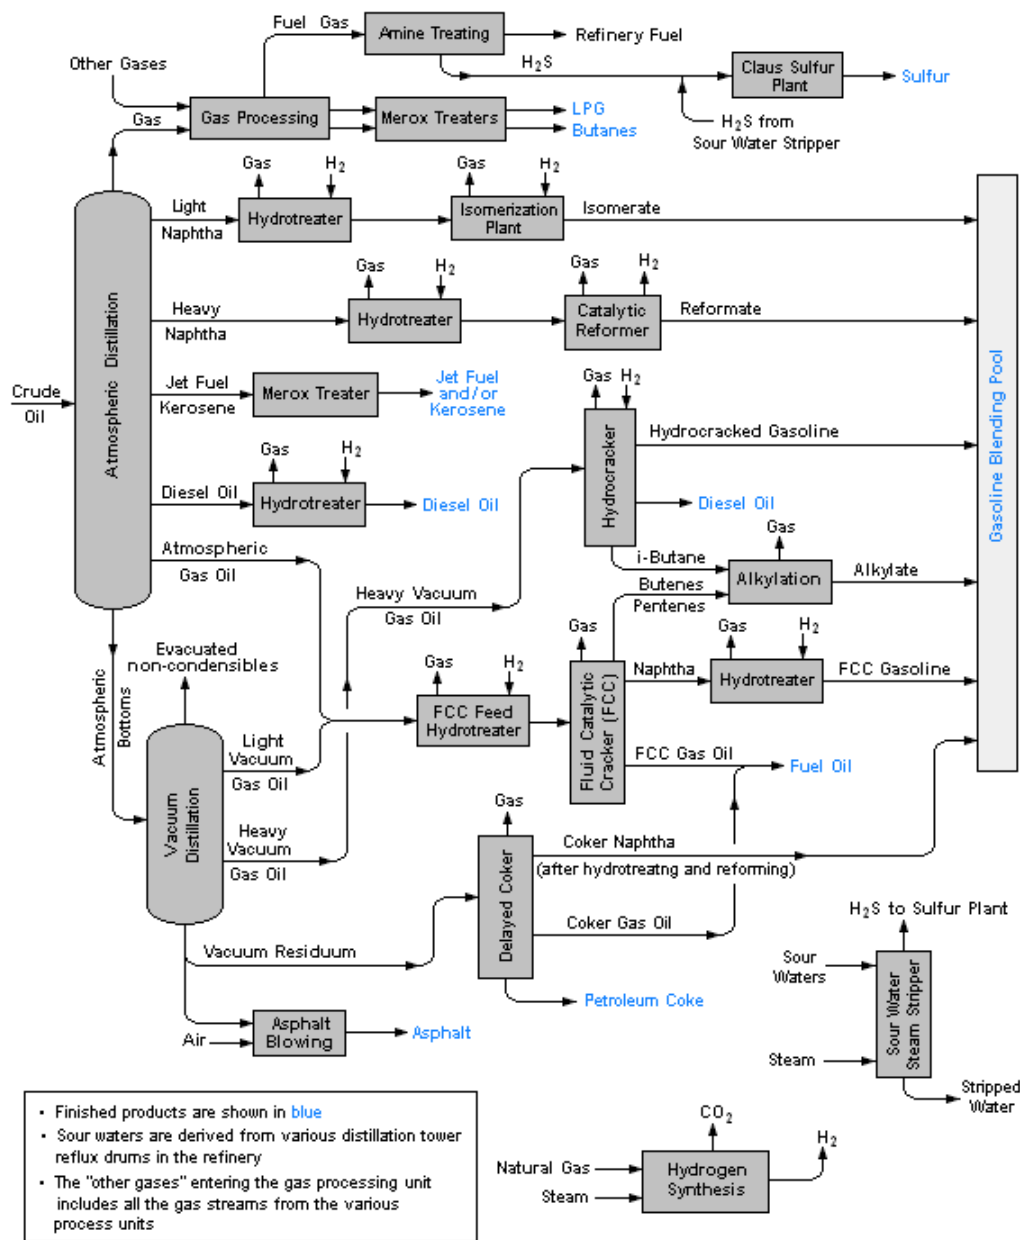 Fuel Gas
Amine Treating
Refinery Fuel
H₂S
Claus Sulfur
Plant
Sulfur
Other Gases
Gas
Gas Processing
Merox Treaters
LPG
Butanes
H₂S from
Sour Water Stripper
Gas
H₂
Gas
H₂
Light
Naphtha
Hydrotreater
Isomerization
Plant
Isomerate
Gas
H₂
Gas
H₂
Heavy
Naphtha
Hydrotreater
Catalytic
Reformer
Reformate
Crude
Oil
Atmospheric Distillation
Jet Fuel
Kerosene
Merox Treater
Jet Fuel
and/or
Kerosene
Gas
H₂
Hydrocracker
Hydrocracked Gasoline
Gasoline Blending Pool
Gas
H₂
Diesel Oil
Hydrotreater
Diesel Oil
Diesel Oil
Atmospheric
Gas Oil
i-Butane
Butenes
Pentenes
Gas
Alkylation
Alkylate
Heavy Vacuum
Gas Oil
Atmospheric
Bottoms
Evacuated
non-condensibles
Gas
H₂
FCC Feed
Hydrotreater
Gas
Fluid Catalytic
Cracker (FCC)
Naphtha
Gas
H₂
Hydrotreater
FCC Gasoline
Light
Vacuum
Gas Oil
FCC Gas Oil
Fuel Oil
Vacuum
Distillation
Heavy
Vacuum
Gas Oil
Gas
Delayed Coker
Coker Naphtha
(after hydrotreatng and reforming)
Coker Gas Oil
Vacuum Residuum
Petroleum Coke
Air
Asphalt
Blowing
Asphalt
H₂S to Sulfur Plant
Sour
Waters
Sour Water
Steam Stripper
Steam
Stripped
Water
• Finished products are shown in blue
• Sour waters are derived from various distillation tower
reflux drums in the refinery
• The "other gases" entering the gas processing unit
includes all the gas streams from the various
process units
CO₂
H₂
Natural Gas
Steam
Hydrogen
Synthesis